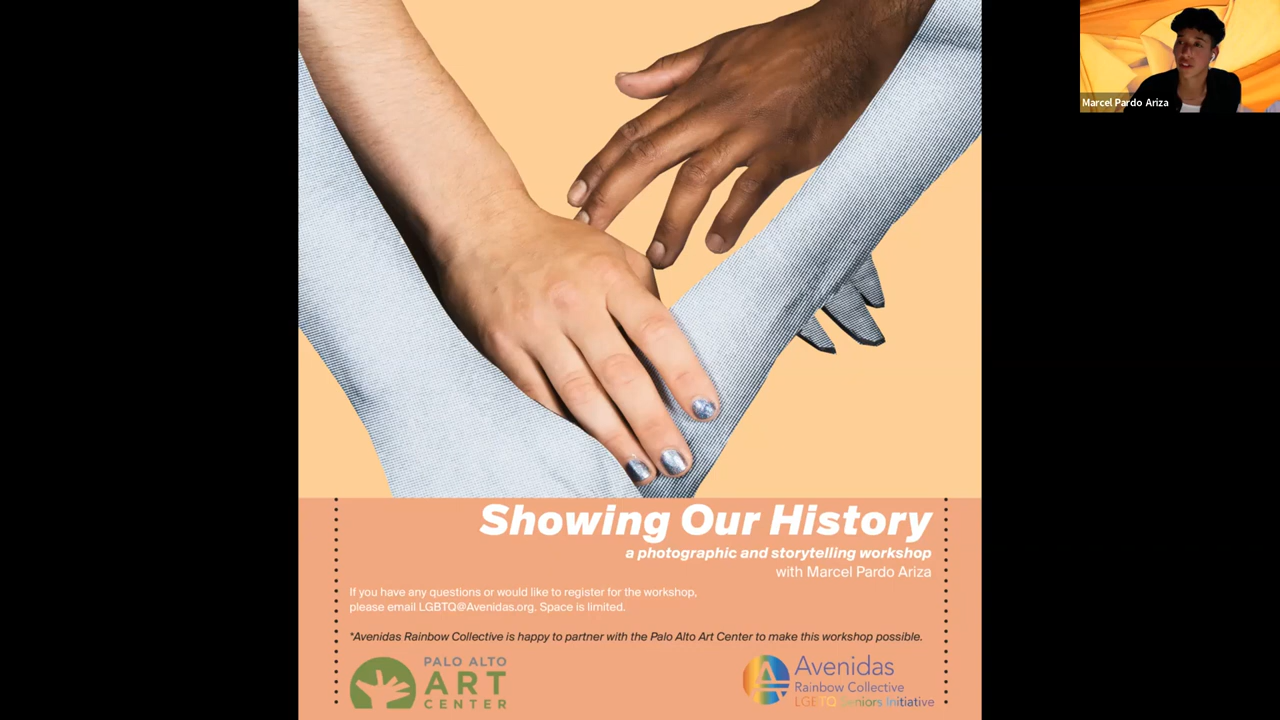 Marcel Pardo Ariza
Showing Our History
a photographic and storytelling workshop
with Marcel Pardo Ariza
If you have any questions or would like to register for the workshop,
please email LGBTQ@Avenidas.org. Space is limited.
*Avenidas Rainbow Collective is happy to partner with the Palo Alto Art Center to make this workshop possible.
PALO ALTO
ART
CENTER
Avenidas
Rainbow Collective
LGBTQ Seniors Initiative